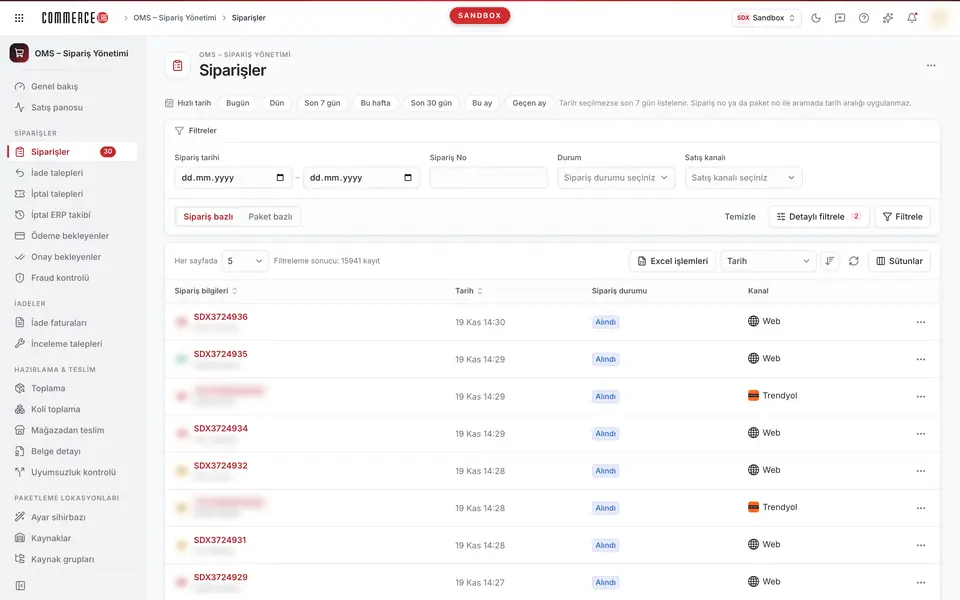 COMMERCE LAB
OMS – Sipariş Yönetimi
Siparişler
SANDBOX
SDX Sandbox
OMS – Sipariş Yönetimi
Genel bakış
Satış panosu
SİPARİŞLER
Siparişler 30
İade talepleri
İptal talepleri
İptal ERP takibi
Ödeme bekleyenler
Onay bekleyenler
Fraud kontrolü
İADELER
İade faturaları
İnceleme talepleri
HAZIRLAMA & TESLİM
Toplama
Koli toplama
Mağazadan teslim
Belge detayı
Uyumsuzluk kontrolü
PAKETLEME LOKASYONLARI
Ayar sihirbazı
Kaynaklar
Kaynak grupları
OMS – SİPARİŞ YÖNETİMİ
Siparişler
Hızlı tarih Bugün Dün Son 7 gün Bu hafta Son 30 gün Bu ay Geçen ay Tarih seçilmezse son 7 gün listelenir. Sipariş no ya da paket no ile aramada tarih aralığı uygulanmaz.
Filtreler
Sipariş tarihi Sipariş No Durum Satış kanalı
dd.mm.yyyy – dd.mm.yyyy Sipariş durumu seçiniz Satış kanalı seçiniz
Sipariş bazlı Paket bazlı Temizle Detaylı filtrele 2 Filtrele
Her sayfada 5 Filtreleme sonucu: 15941 kayıt Excel işlemleri Tarih Sütunlar
Sipariş bilgileri Tarih Sipariş durumu Kanal
SDX3724936 19 Kas 14:30 Alındı Web
SDX3724935 19 Kas 14:29 Alındı Web
19 Kas 14:29 Alındı Trendyol
SDX3724934 19 Kas 14:29 Alındı Web
SDX3724932 19 Kas 14:28 Alındı Web
19 Kas 14:28 Alındı Trendyol
SDX3724931 19 Kas 14:28 Alındı Web
SDX3724929 19 Kas 14:27 Alındı Web